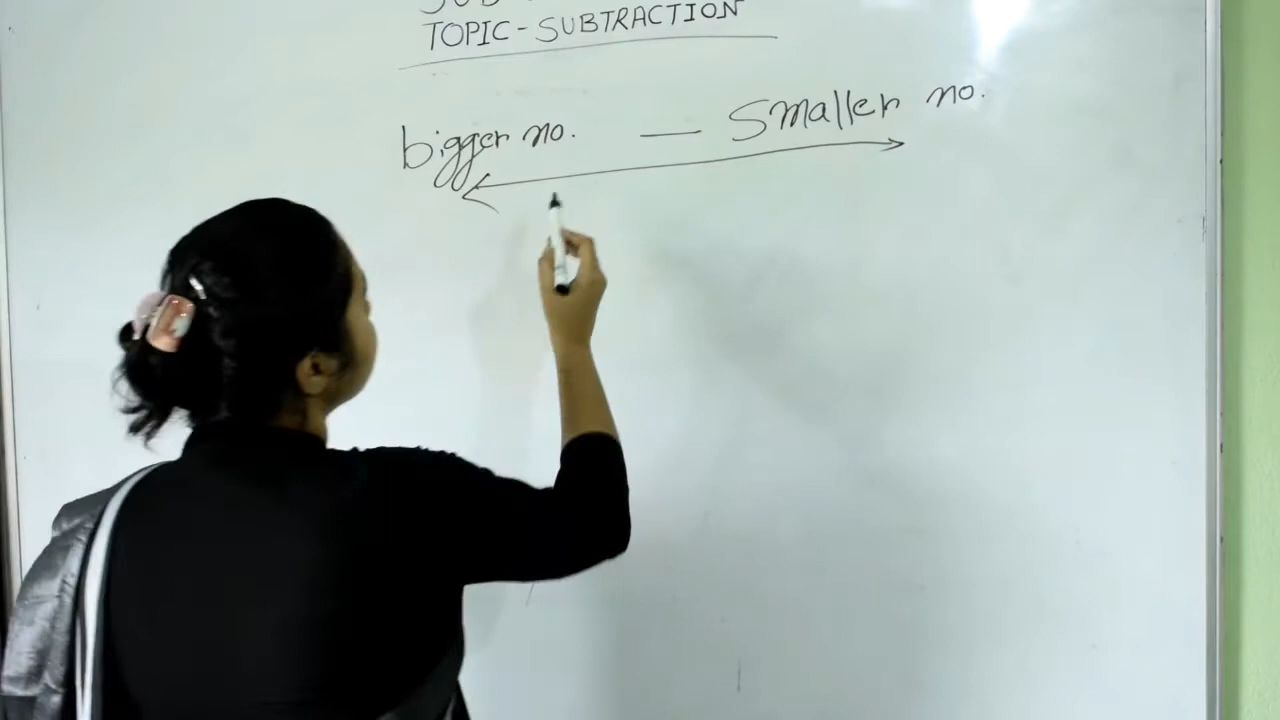 TOPIC-SUBTRACTION
bigger no. — Smaller no.